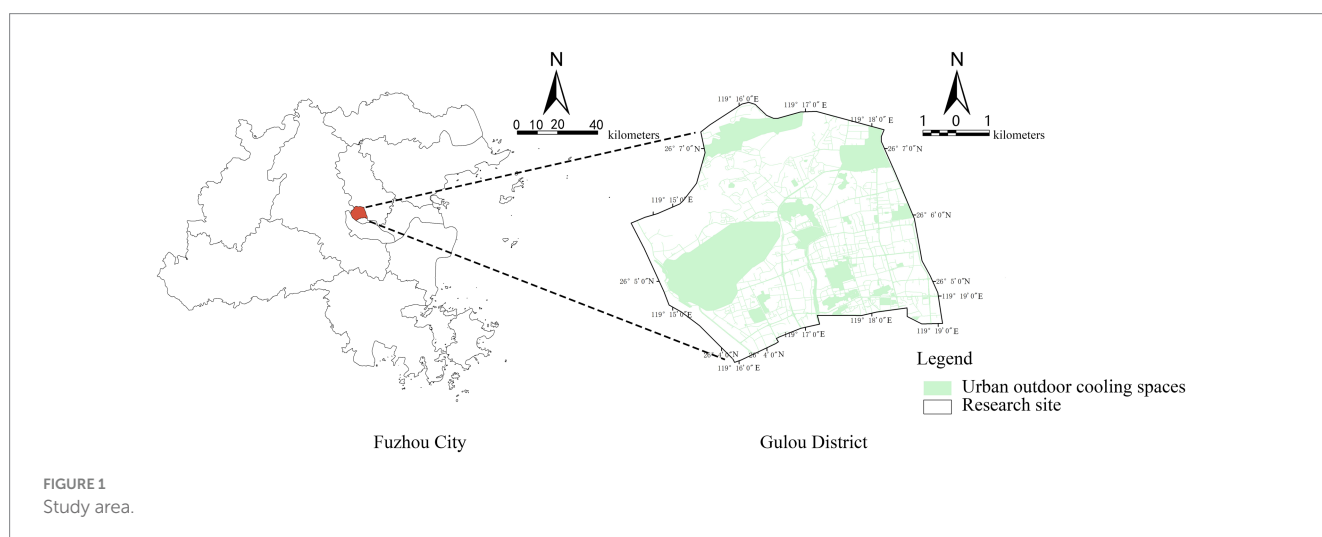 N
0 10 20 40
kilometers
N
1 0 1
kilometers
119° 16′ 0″E
119° 17′ 0″E
119° 18′ 0″E
26° 7′ 0″N
26° 7′ 0″N
119° 15′ 0″E
26° 6′ 0″N
26° 5′ 0″N
26° 5′ 0″N
119° 19′ 0″E
119° 15′ 0″E
119° 17′ 0″E
119° 18′ 0″E
119° 19′ 0″E
26° 4′ 0″N
26° 4′ 0″N
119° 16′ 0″E
Legend
Urban outdoor cooling spaces
Research site
Fuzhou City
Gulou District
FIGURE 1
Study area.